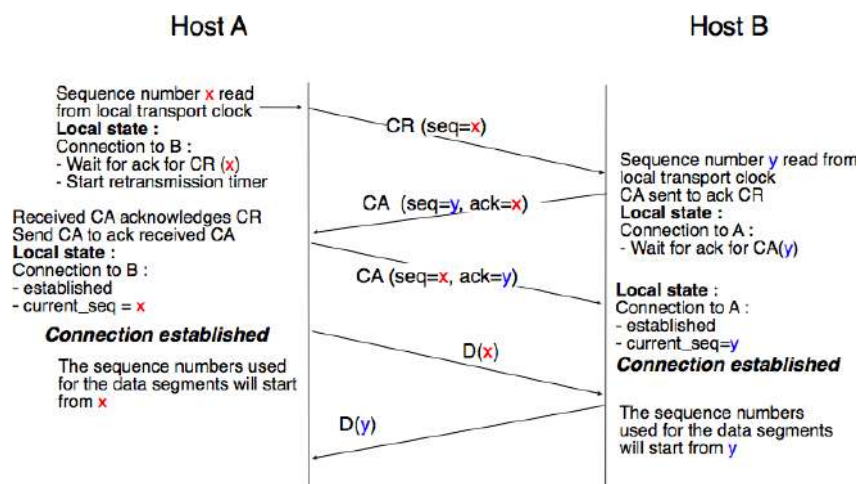 Host A
Host B
Sequence number x read
from local transport clock
Local state :
Connection to B :
- Wait for ack for CR (x)
- Start retransmission timer
CR (seq=x)
Sequence number y read from
local transport clock
CA sent to ack CR
Local state :
Connection to A :
- Wait for ack for CA(y)
CA (seq=y, ack=x)
Received CA acknowledges CR
Send CA to ack received CA
Local state :
Connection to B :
- established
- current_seq = x
CA (seq=x, ack=y)
Local state :
Connection to A :
- established
- current_seq=y
Connection established
Connection established
The sequence numbers used
for the data segments will start
from x
D(x)
D(y)
The sequence numbers
used for the data segments
will start from y